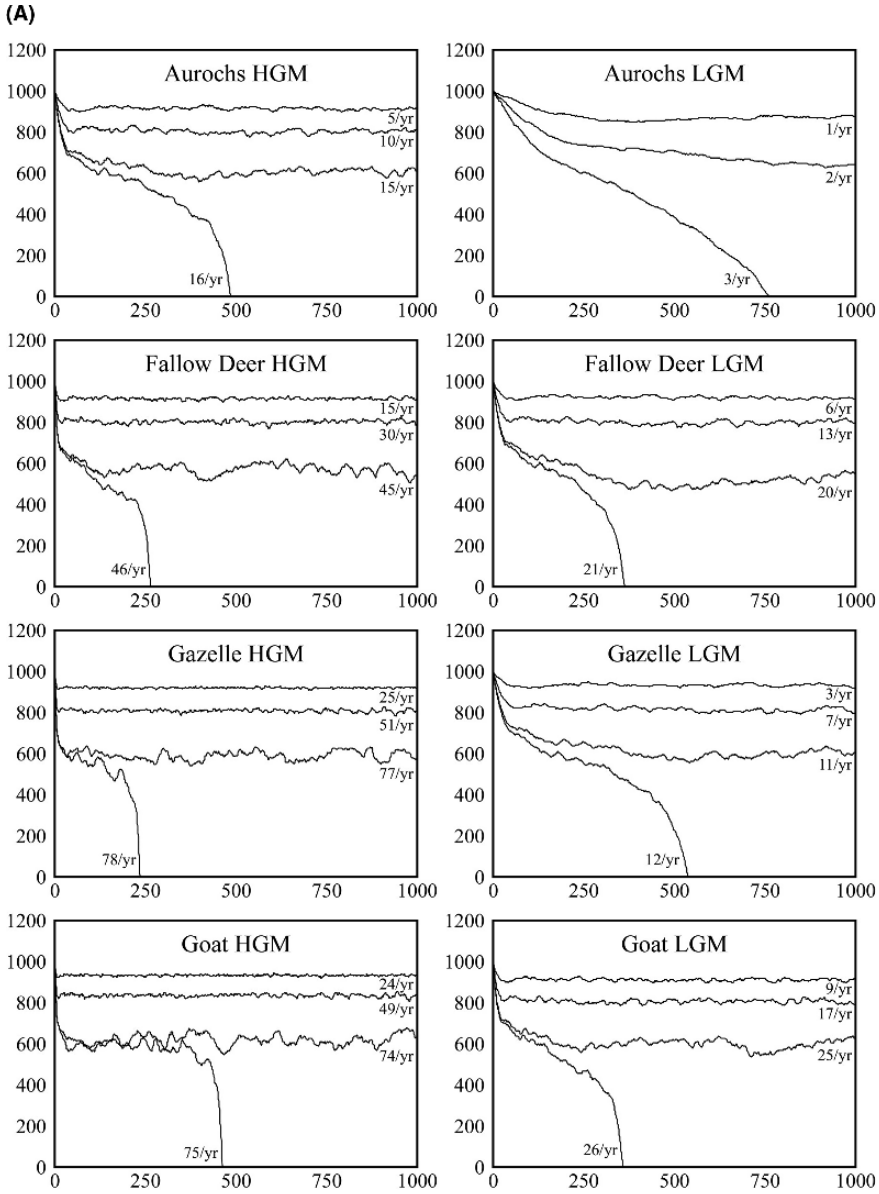 (A)
Aurochs HGM
1200
1000
800
600
400
200
0
5/yr
10/yr
15/yr
16/yr
0 250 500 750 1000
Aurochs LGM
1200
1000
800
600
400
200
0
1/yr
2/yr
3/yr
0 250 500 750 1000
Fallow Deer HGM
1200
1000
800
600
400
200
0
15/yr
30/yr
45/yr
46/yr
0 250 500 750 1000
Fallow Deer LGM
1200
1000
800
600
400
200
0
6/yr
13/yr
20/yr
21/yr
0 250 500 750 1000
Gazelle HGM
1200
1000
800
600
400
200
0
25/yr
51/yr
77/yr
78/yr
0 250 500 750 1000
Gazelle LGM
1200
1000
800
600
400
200
0
3/yr
7/yr
11/yr
12/yr
0 250 500 750 1000
Goat HGM
1200
1000
800
600
400
200
0
24/yr
49/yr
74/yr
75/yr
0 250 500 750 1000
Goat LGM
1200
1000
800
600
400
200
0
9/yr
17/yr
25/yr
26/yr
0 250 500 750 1000